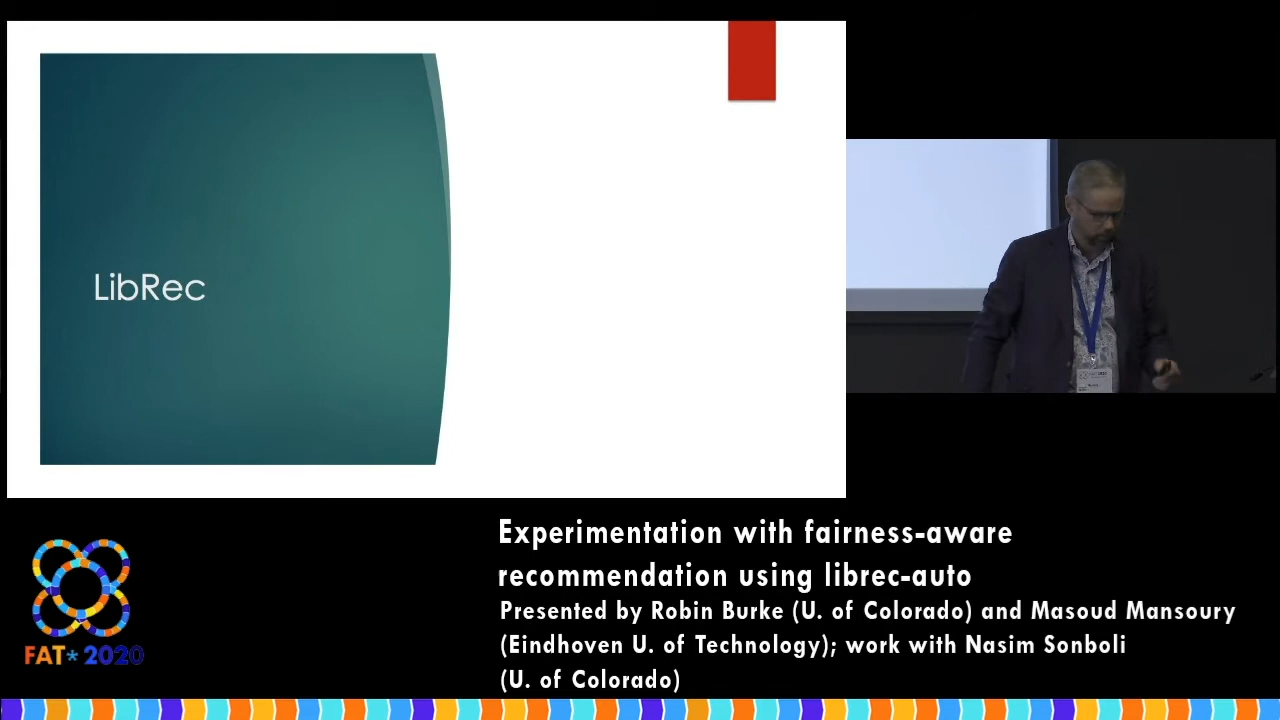 LibRec
Experimentation with fairness-aware
recommendation using librec-auto
Presented by Robin Burke (U. of Colorado) and Masoud Mansoury
(Eindhoven U. of Technology); work with Nasim Sonboli
(U. of Colorado)
FAT* 2020